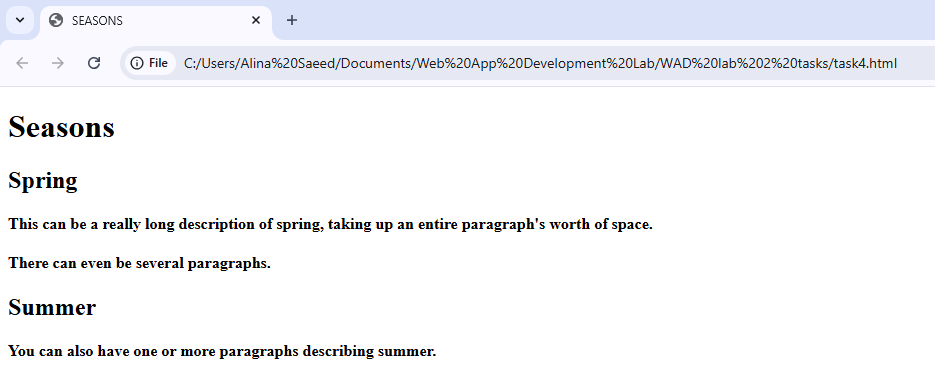 SEASONS
File C:/Users/Alina%20Saeed/Documents/Web%20App%20Development%20Lab/WAD%20lab%202%20tasks/task4.html
Seasons
Spring
This can be a really long description of spring, taking up an entire paragraph's worth of space.
There can even be several paragraphs.
Summer
You can also have one or more paragraphs describing summer.